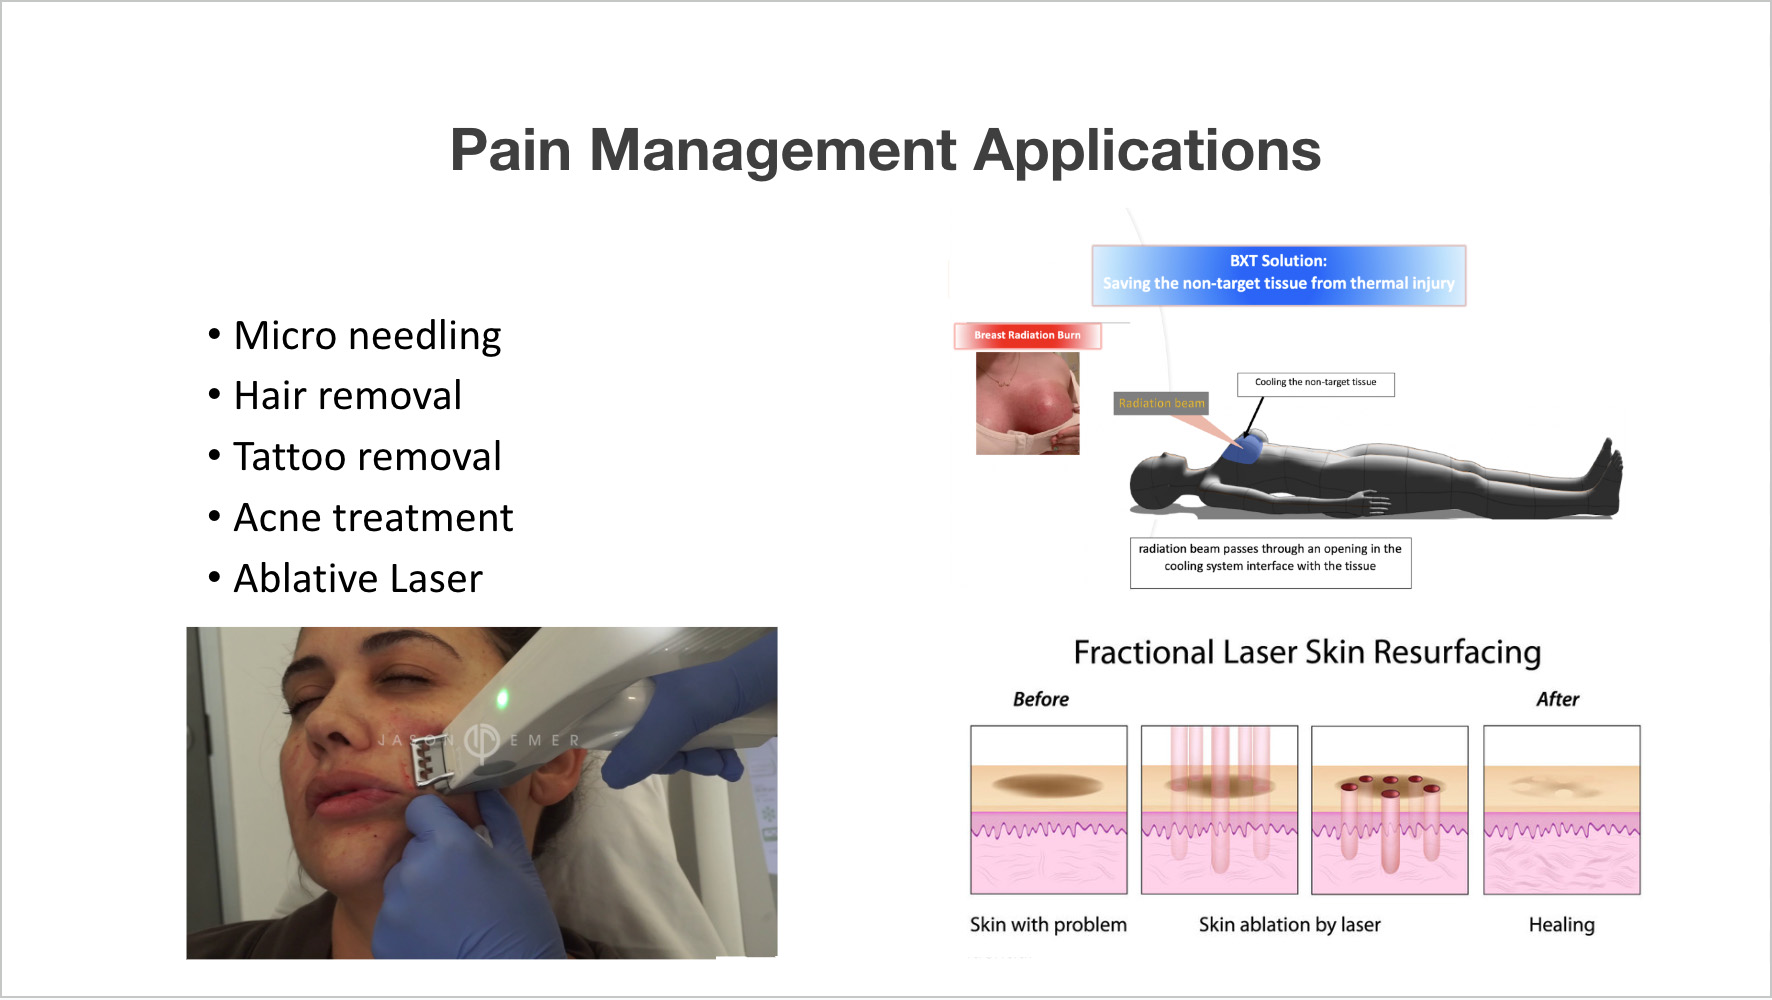 Pain Management Applications
• Micro needling
• Hair removal
• Tattoo removal
• Acne treatment
• Ablative Laser
JASON EMER
BXT Solution:
Saving the non-target tissue from thermal injury
Breast Radiation Burn
Cooling the non-target tissue
Radiation beam
radiation beam passes through an opening in the
cooling system interface with the tissue
Fractional Laser Skin Resurfacing
Before
After
Skin with problem
Skin ablation by laser
Healing